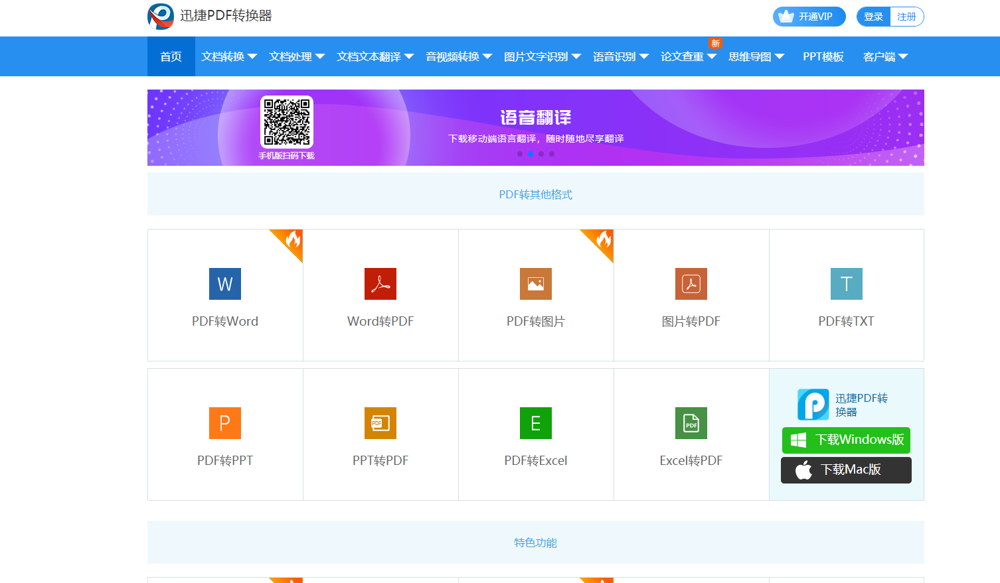 迅捷PDF转换器
开通VIP
登录 注册
新
首页 文档转换 文档处理 文档文本翻译 音视频转换 图片文字识别 语音识别 论文查重 思维导图 PPT模板 客户端
语音翻译
下载移动端语言翻译，随时随地尽享翻译
手机版扫码下载
PDF转其他格式
W T
PDF转Word Word转PDF PDF转图片 图片转PDF PDF转TXT
P PDF E PDF
PDF转PPT PPT转PDF PDF转Excel Excel转PDF
迅捷PDF转
换器
下载Windows版
下载Mac版
特色功能